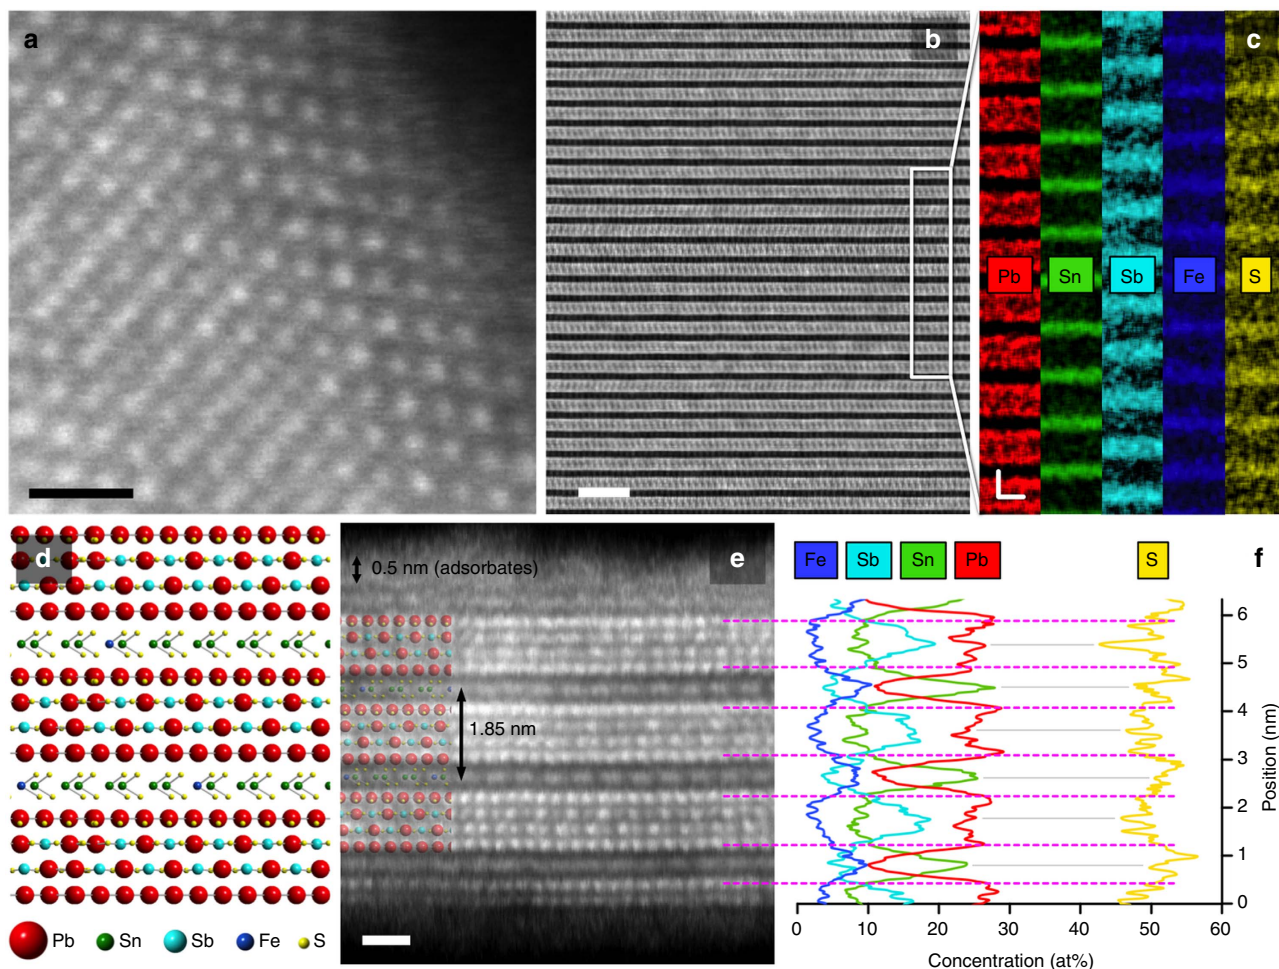 a
b
c
Pb
Sn
Sb
Fe
S
d
0.5 nm (adsorbates)
e
1.85 nm
Fe
Sb
Sn
Pb
S
f
6
5
4
3
2
1
0
Position (nm)
0
10
20
30
40
50
60
Concentration (at%)
Pb
Sn
Sb
Fe
S